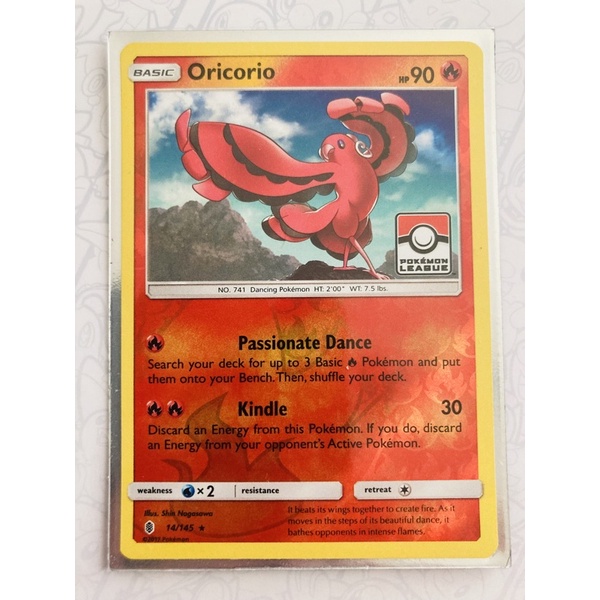 BASIC Oricorio HP 90
POKÉMON
LEAGUE
NO. 741 Dancing Pokémon HT: 2'00" WT: 7.5 lbs.
Passionate Dance
Search your deck for up to 3 Basic Pokémon and put
them onto your Bench. Then, shuffle your deck.
Kindle 30
Discard an Energy from this Pokémon. If you do, discard
an Energy from your opponent's Active Pokémon.
weakness ×2 resistance retreat
Illus. Shin Nagasawa
14/145 ★
©2017 Pokémon
It beats its wings together to create fire. As it
moves in the steps of its beautiful dance, it
bathes opponents in intense flames.